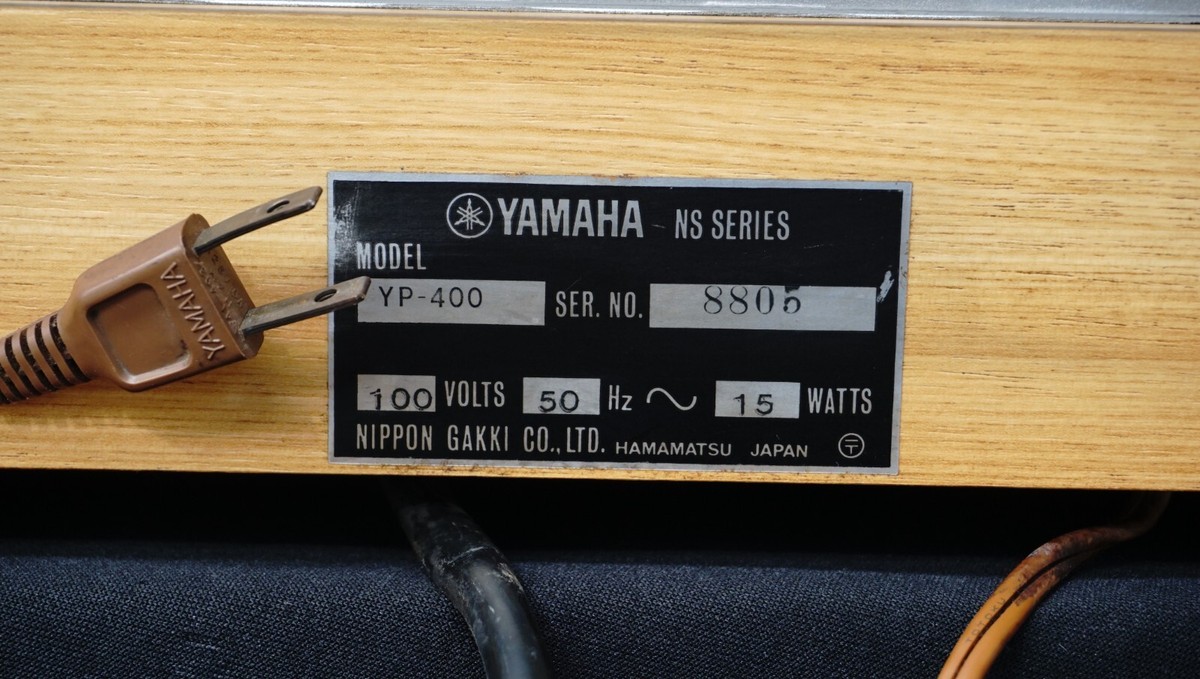 YAMAHA NS SERIES
MODEL
YP-400 SER. NO. 8805
100 VOLTS 50 Hz ~ 15 WATTS
NIPPON GAKKI CO.,LTD. HAMAMATSU JAPAN 〶
YAMAHA